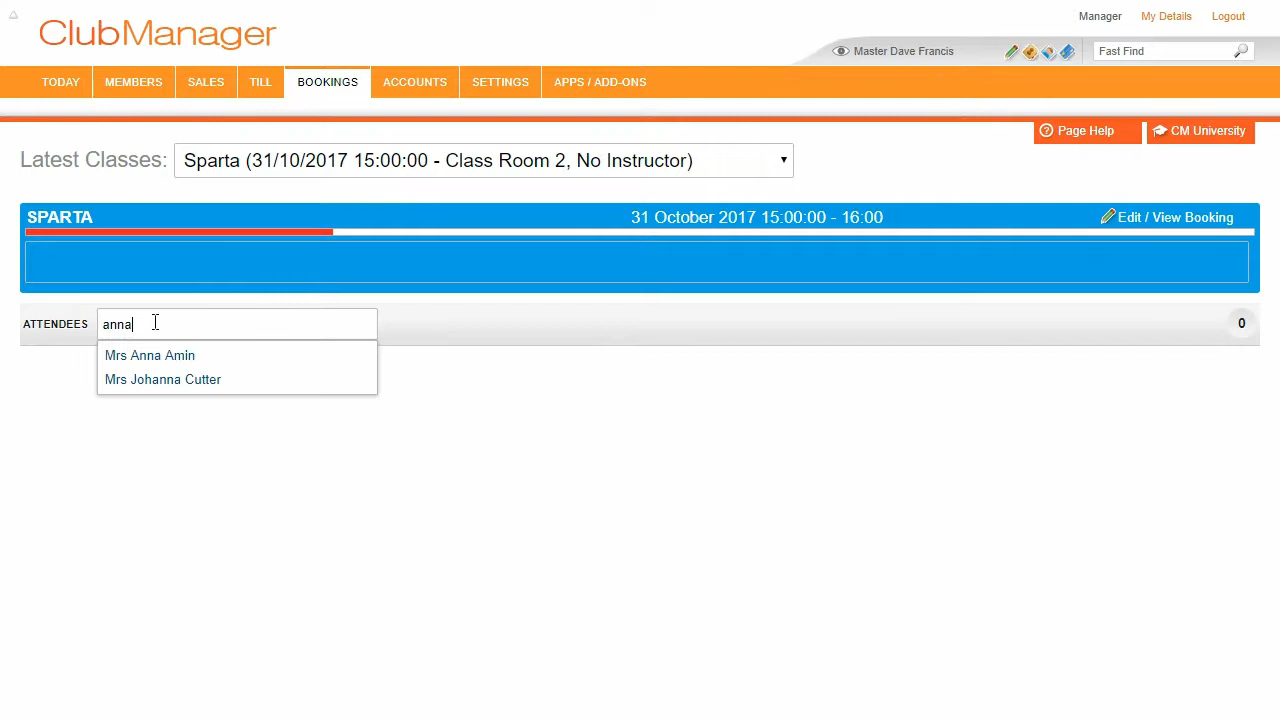 ClubManager
Manager My Details Logout
Master Dave Francis
Fast Find
TODAY MEMBERS SALES TILL BOOKINGS ACCOUNTS SETTINGS APPS / ADD-ONS
Page Help CM University
Latest Classes: Sparta (31/10/2017 15:00:00 - Class Room 2, No Instructor)
SPARTA 31 October 2017 15:00:00 - 16:00 Edit / View Booking
ATTENDEES anna 0
Mrs Anna Amin
Mrs Johanna Cutter